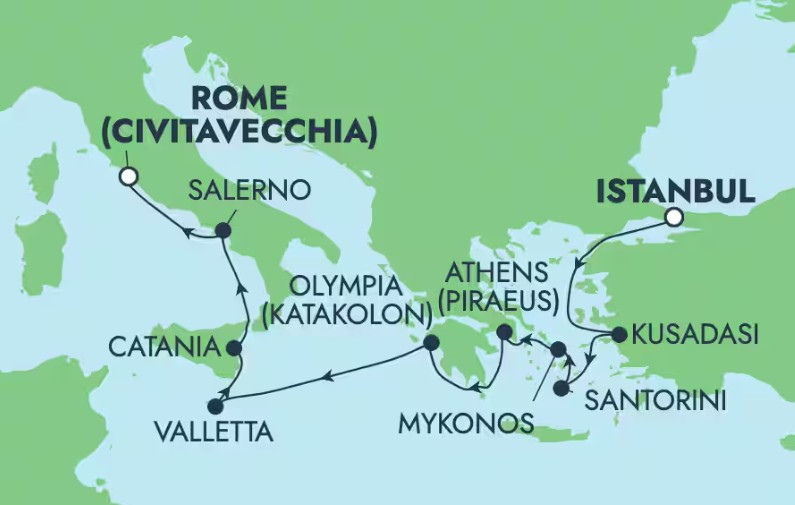 ROME
(CIVITAVECCHIA)
SALERNO
ISTANBUL
ATHENS
(PIRAEUS)
OLYMPIA
(KATAKOLON)
KUSADASI
CATANIA
SANTORINI
MYKONOS
VALLETTA